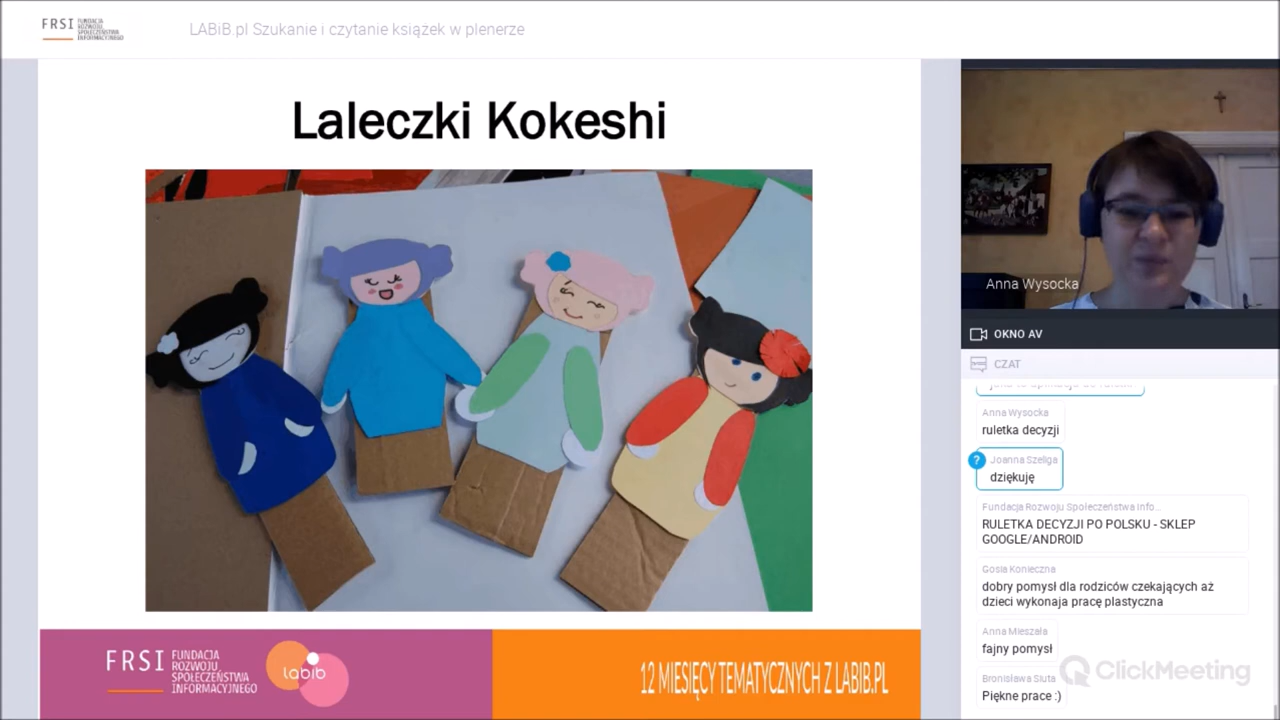 FRSI FUNDACJA
ROZWOJU
SPOŁECZEŃSTWA
INFORMACYJNEGO
LABiB.pl Szukanie i czytanie książek w plenerze
Laleczki Kokeshi
FRSI FUNDACJA
ROZWOJU
SPOŁECZEŃSTWA
INFORMACYJNEGO
labib
12 MIESIĘCY TEMATYCZNYCH Z LABIB.PL
Anna Wysocka
OKNO AV
CZAT
Anna Wysocka
ruletka decyzji
? Joanna Szeliga
dziękuję
Fundacja Rozwoju Społeczeństwa Info...
RULETKA DECYZJI PO POLSKU - SKLEP
GOOGLE/ANDROID
Gosia Konieczna
dobry pomysł dla rodziców czekających aż
dzieci wykonaja pracę plastyczna
Anna Mieszała
fajny pomysł
Bronisława Sluta
Piękne prace :)
ClickMeeting